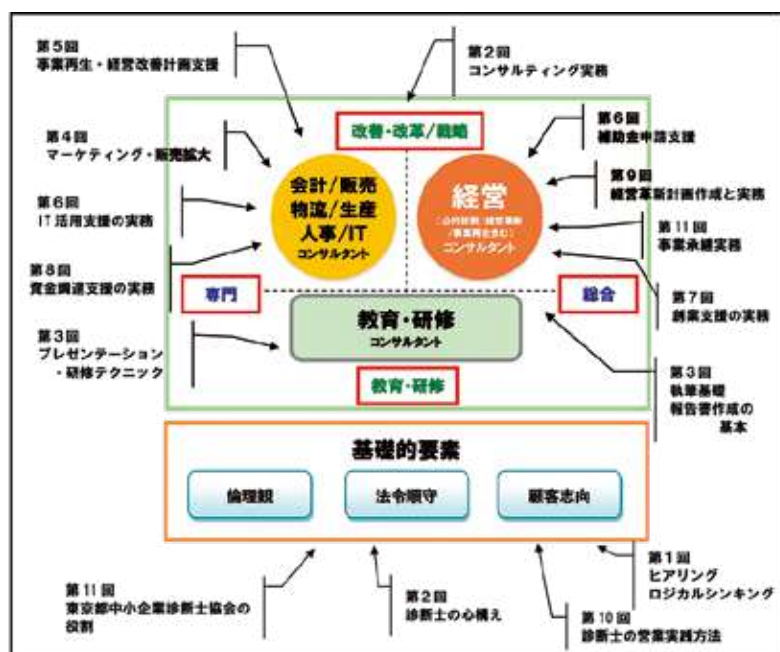 第5回
事業再生・経営改善計画支援
第2回
コンサルティング実務
改善・改革/戦略
第6回
補助金申請支援
第4回
マーケティング・販売拡大
会計/販売
物流/生産
人事/IT
コンサルタント
経営
コンサルタント
第9回
経営革新計画作成と実務
第6回
IT活用支援の実務
第11回
事業承継実務
第8回
資金調達支援の実務
専門
総合
第7回
創業支援の実務
教育・研修
コンサルタント
第3回
プレゼンテーション
・研修テクニック
教育・研修
第3回
執筆基礎
報告書作成の
基本
基礎的要素
倫理観
法令順守
顧客志向
第1回
ヒアリング
ロジカルシンキング
第11回
東京都中小企業診断士協会の
役割
第2回
診断士の心構え
第10回
診断士の営業実践方法